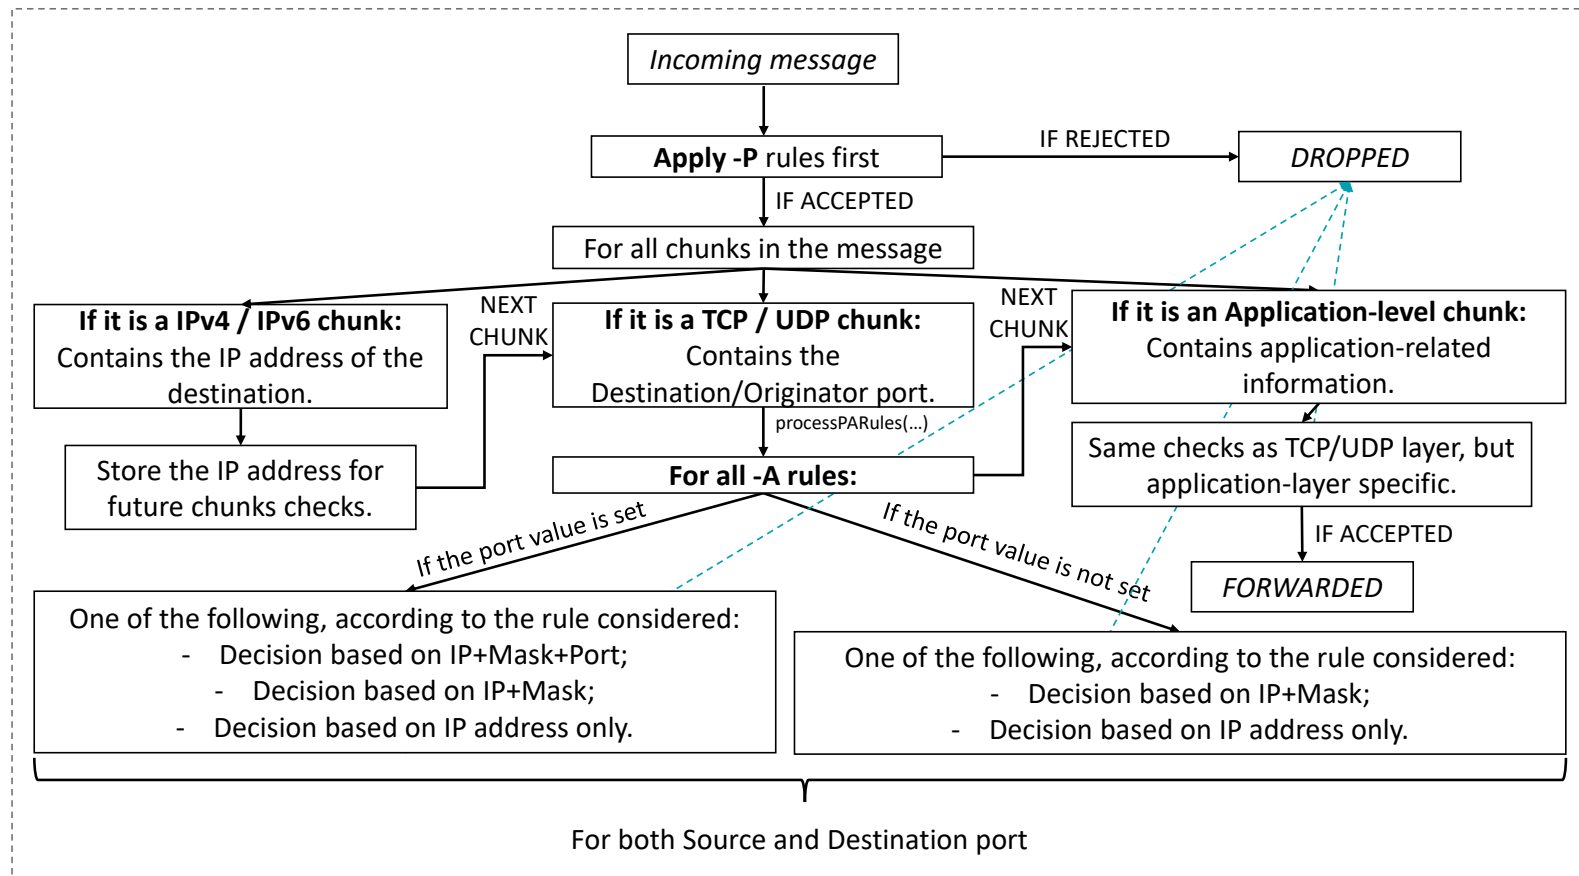 Incoming message
Apply -P rules first
IF REJECTED
DROPPED
IF ACCEPTED
For all chunks in the message
If it is a IPv4 / IPv6 chunk:
Contains the IP address of the
destination.
NEXT
CHUNK
If it is a TCP / UDP chunk:
Contains the
Destination/Originator port.
NEXT
CHUNK
If it is an Application-level chunk:
Contains application-related
information.
processPARules(...)
Store the IP address for
future chunks checks.
For all -A rules:
Same checks as TCP/UDP layer, but
application-layer specific.
If the port value is set
If the port value is not set
IF ACCEPTED
FORWARDED
One of the following, according to the rule considered:
- Decision based on IP+Mask+Port;
- Decision based on IP+Mask;
- Decision based on IP address only.
One of the following, according to the rule considered:
- Decision based on IP+Mask;
- Decision based on IP address only.
For both Source and Destination port